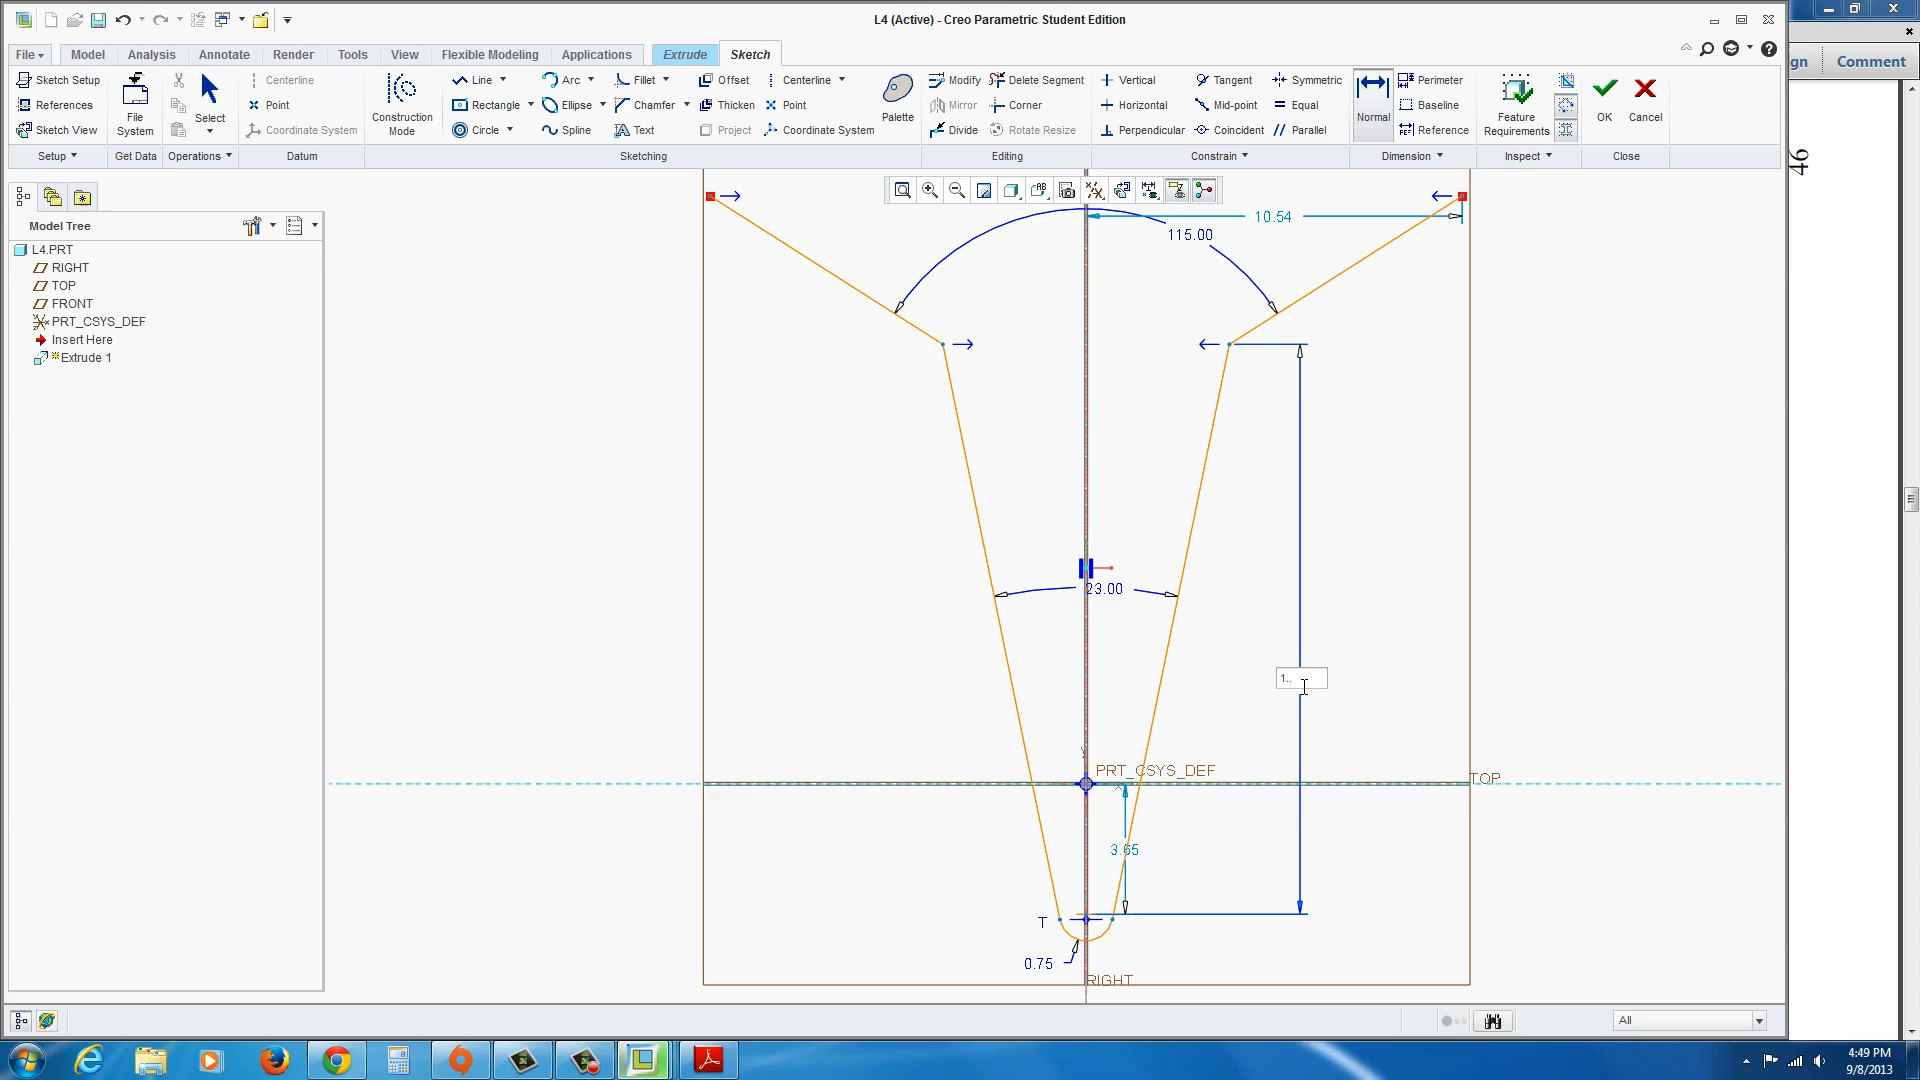 L4 (Active) - Creo Parametric Student Edition
File Model Analysis Annotate Render Tools View Flexible Modeling Applications Extrude Sketch
gn Comment
Sketch Setup
References
Sketch View
File System
Select
Centerline
Point
Coordinate System
Construction Mode
Line Arc Fillet Offset Centerline
Rectangle Ellipse Chamfer Thicken Point
Circle Spline Text Project Coordinate System
Palette
Modify Delete Segment
Mirror Corner
Divide Rotate Resize
Vertical Tangent Symmetric
Horizontal Mid-point Equal
Perpendicular Coincident Parallel
Normal
Perimeter
Baseline
Reference
Feature Requirements
OK
Cancel
Setup Get Data Operations Datum Sketching Editing Constrain Dimension Inspect Close
46
Model Tree
L4.PRT
RIGHT
TOP
FRONT
PRT_CSYS_DEF
Insert Here
Extrude 1
10.54
115.00
23.00
1..
Y
PRT_CSYS_DEF
X
TOP
3.65
T
0.75
RIGHT
All
4:49 PM
9/8/2013